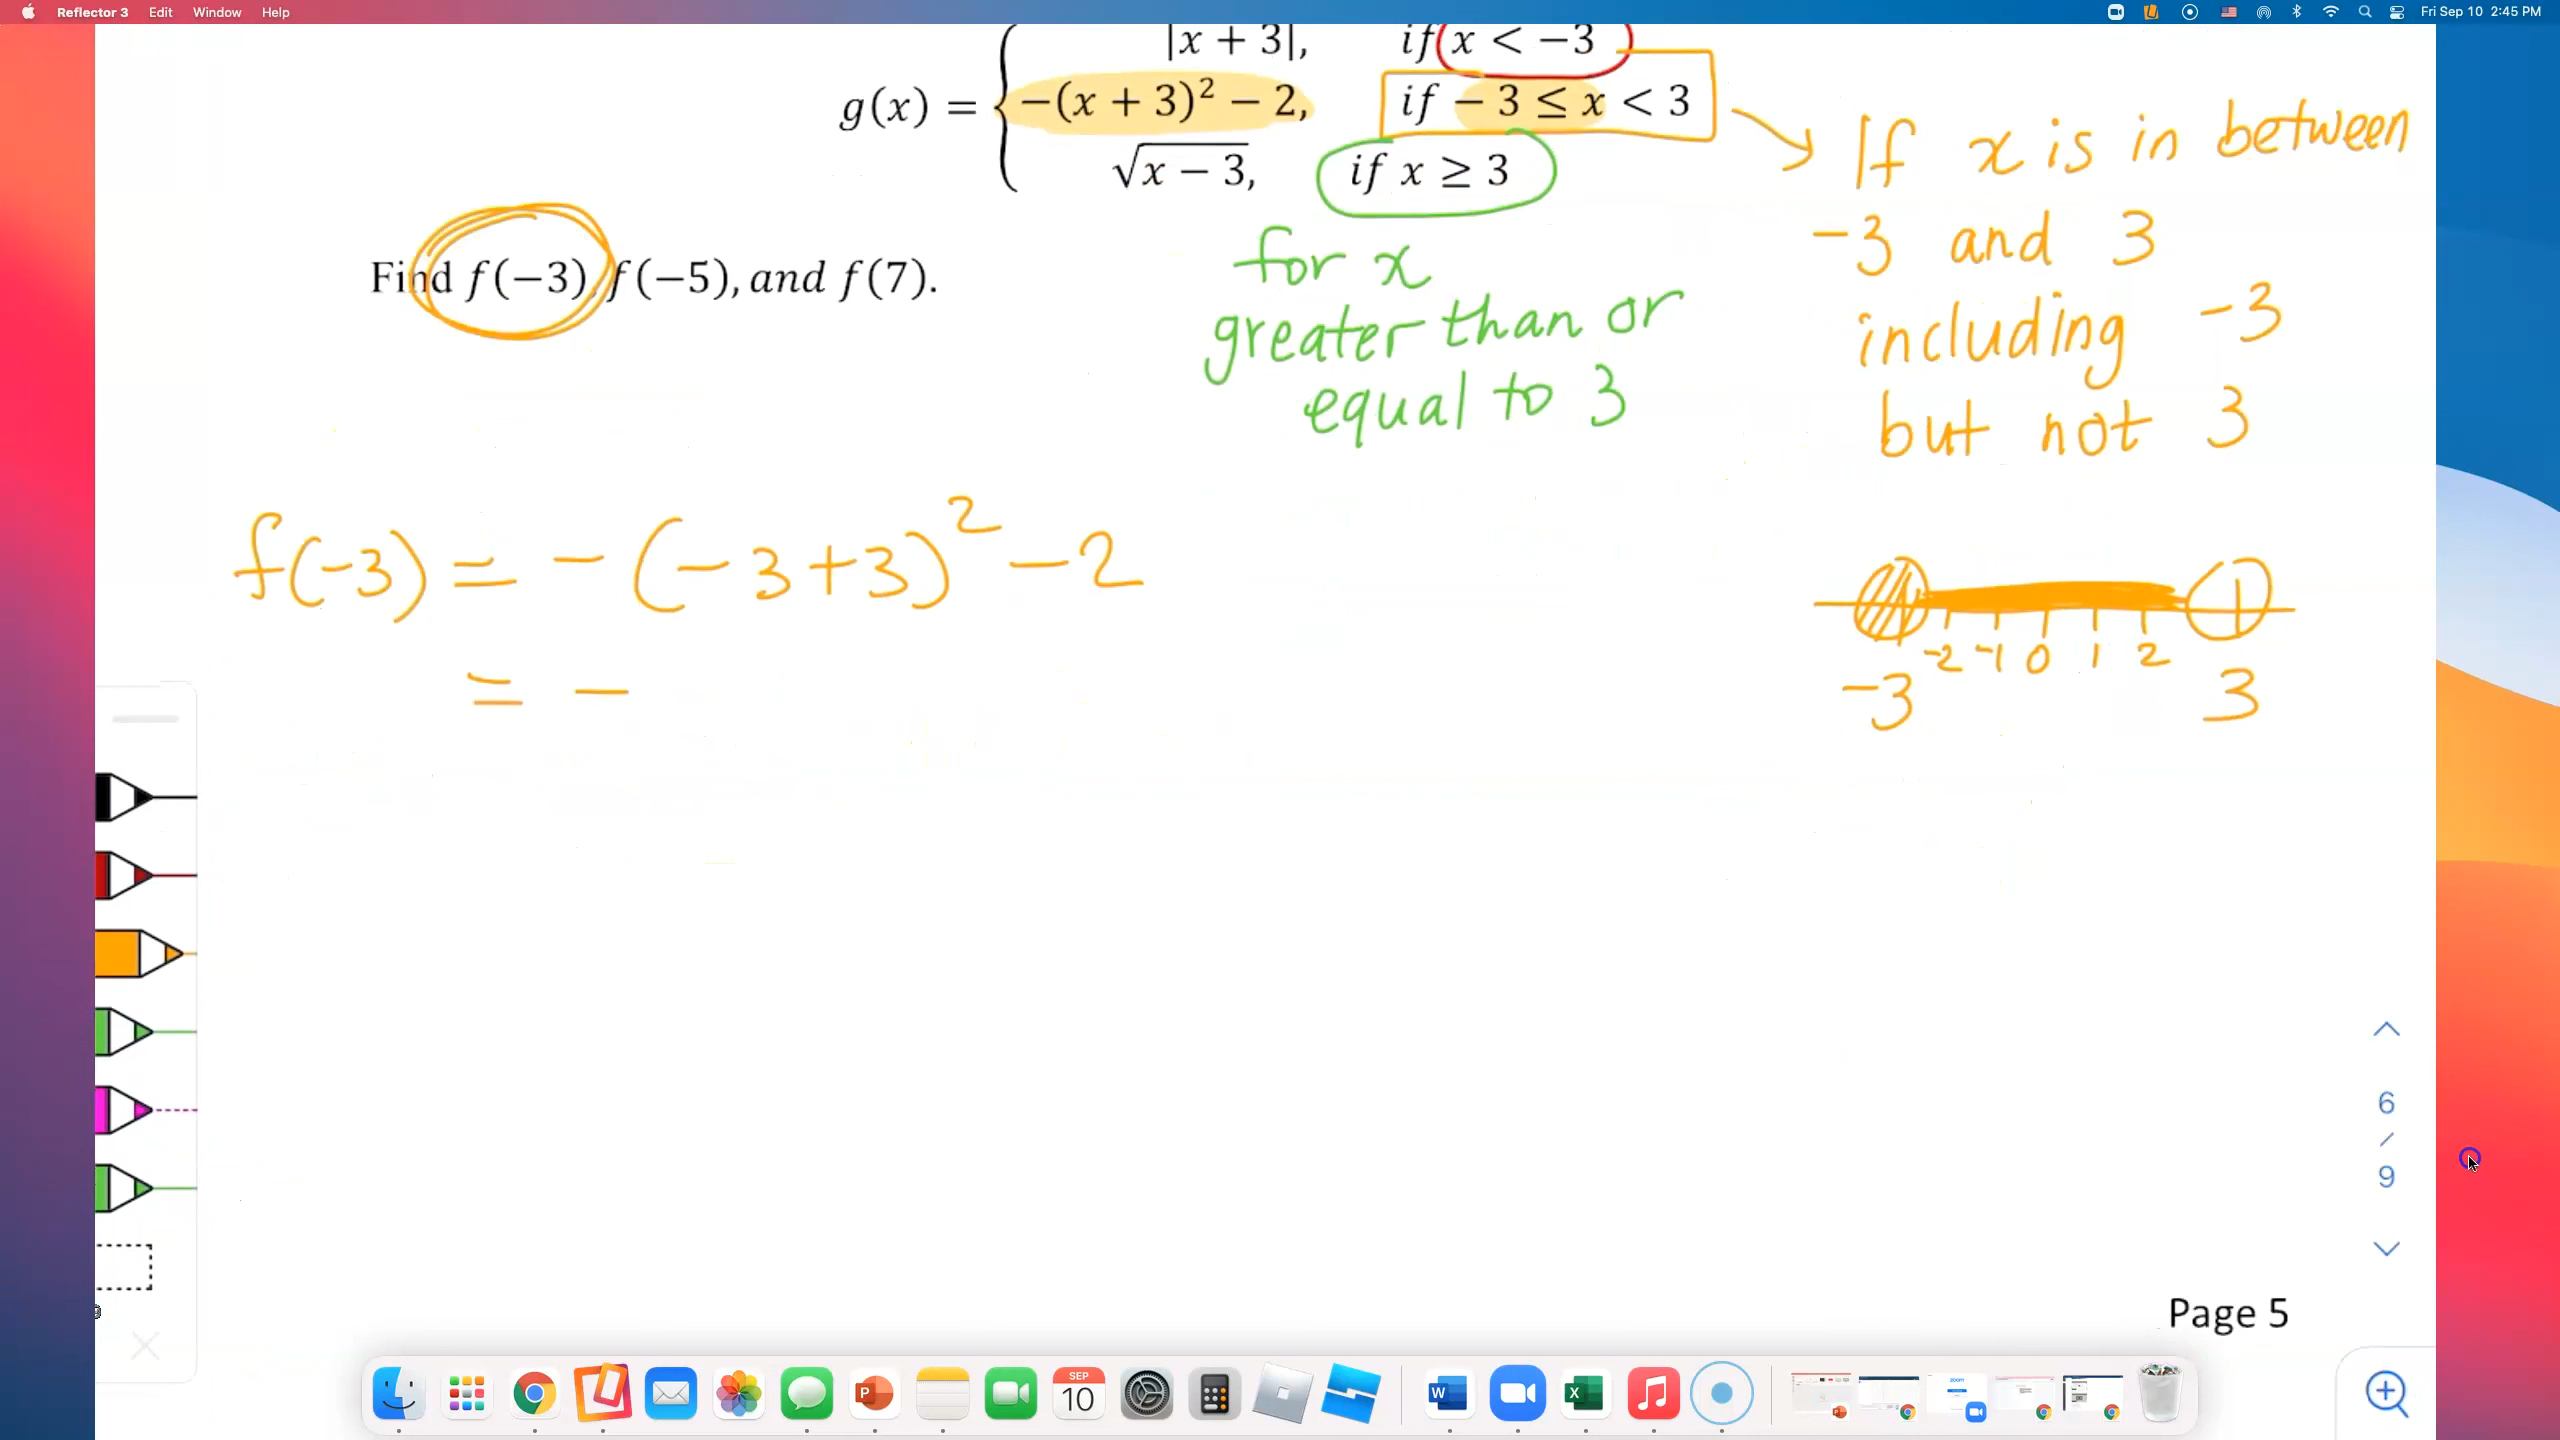 Reflector 3 Edit Window Help
Fri Sep 10 2:45 PM
|x + 3|, if x < −3
g(x) = −(x + 3)² − 2, if − 3 ≤ x < 3
√x − 3, if x ≥ 3
Find f(−3), f(−5), and f(7).
for x
greater than or
equal to 3
If x is in between
-3 and 3
including -3
but not 3
f(-3) = -(-3+3)² -2
= -
-2 -1 0 1 2
-3 3
6
/
9
Page 5
SEP
10